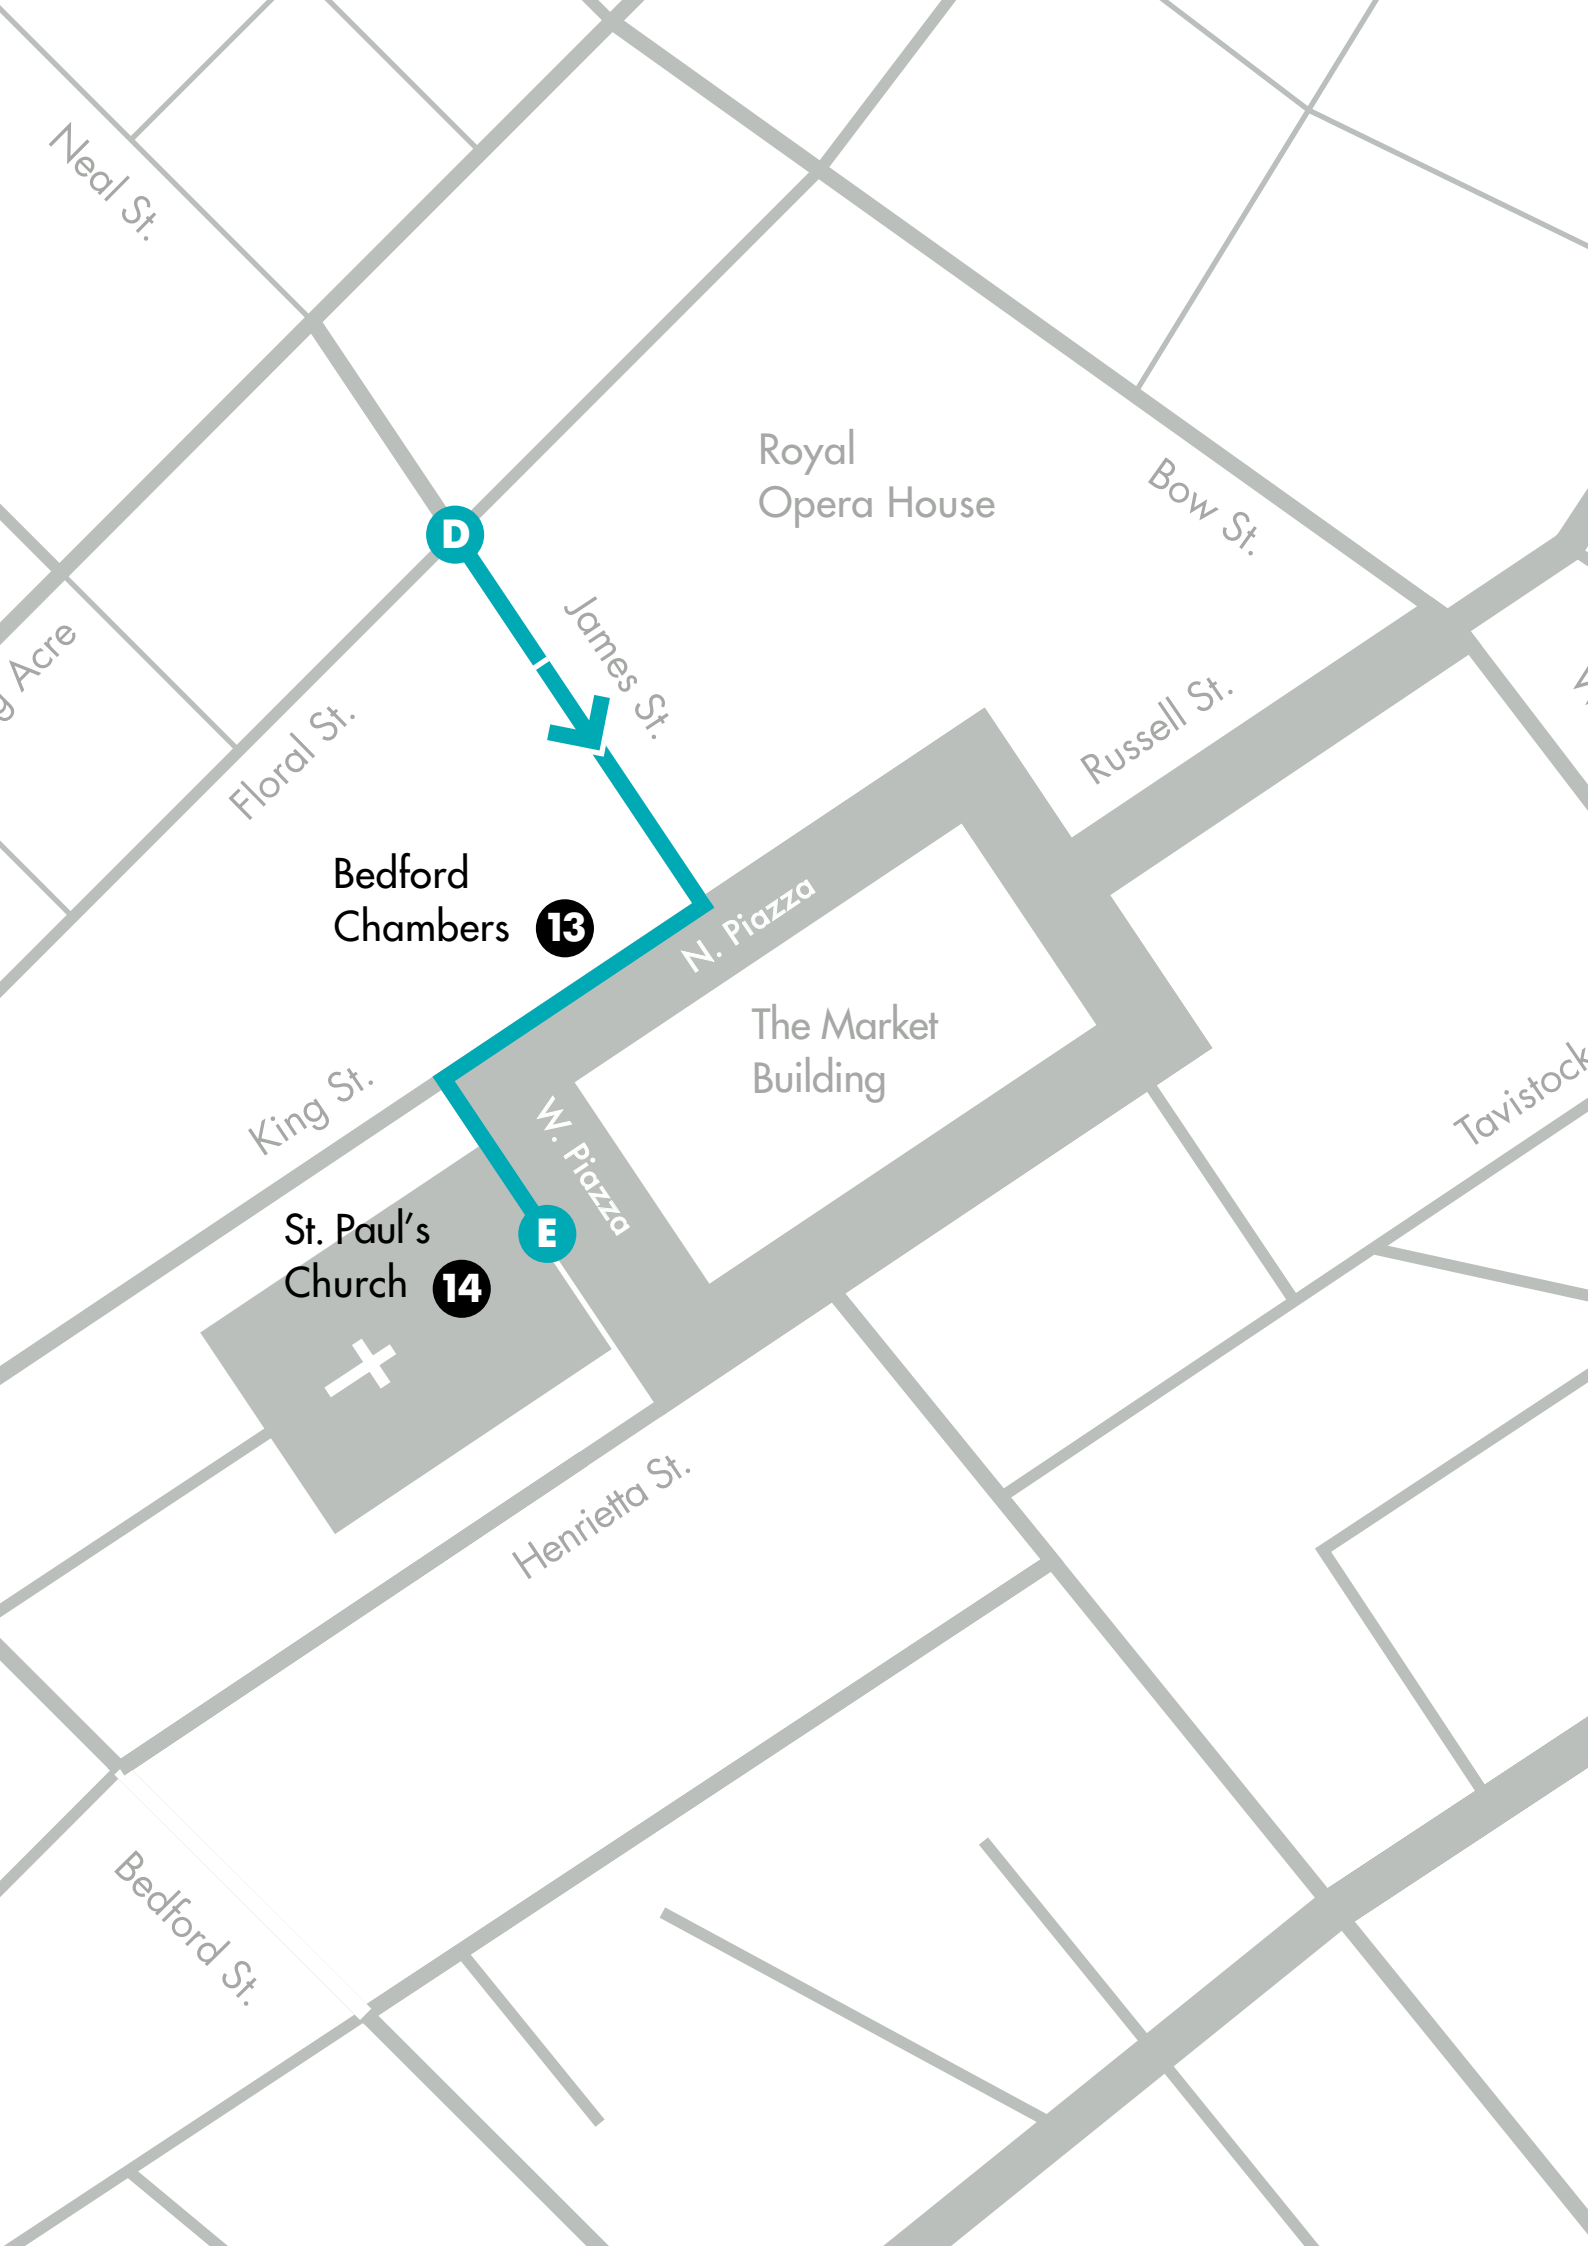 Neal St.
Royal
Opera House
Bow St.
D
James St.
Acre
Floral St.
Russell St.
Bedford
Chambers 13
N. Piazza
The Market
Building
King St.
W. Piazza
Tavistock
St. Paul's
Church 14
E
Henrietta St.
Bedford St.